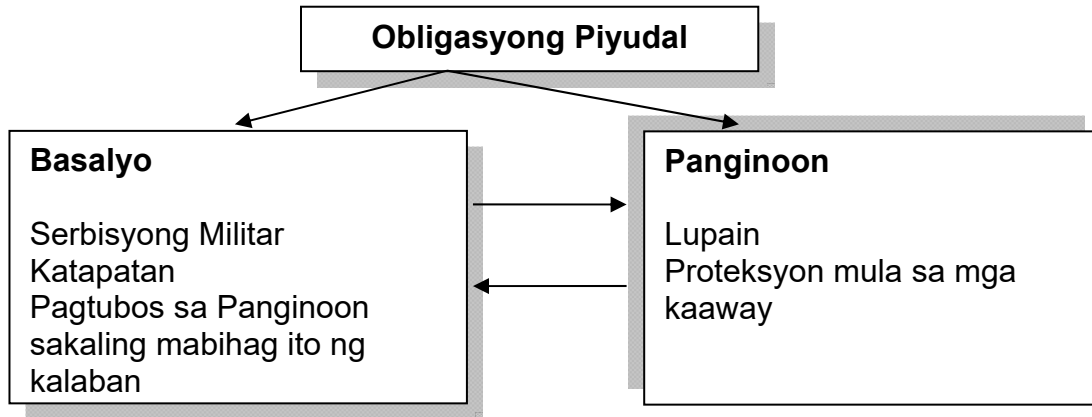 Obligasyong Piyudal
Basalyo
Serbisyong Militar
Katapatan
Pagtubos sa Panginoon
sakaling mabihag ito ng
kalaban
Panginoon
Lupain
Proteksyon mula sa mga
kaaway